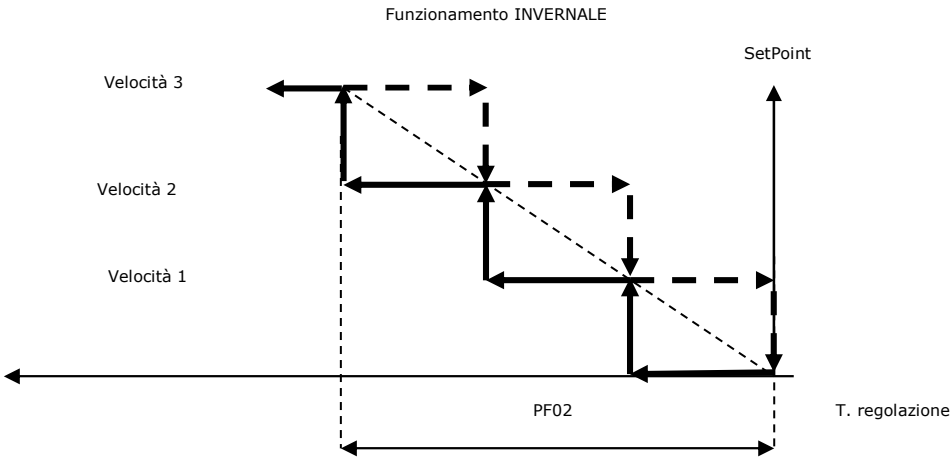 Funzionamento INVERNALE
SetPoint
Velocità 3
Velocità 2
Velocità 1
PF02
T. regolazione